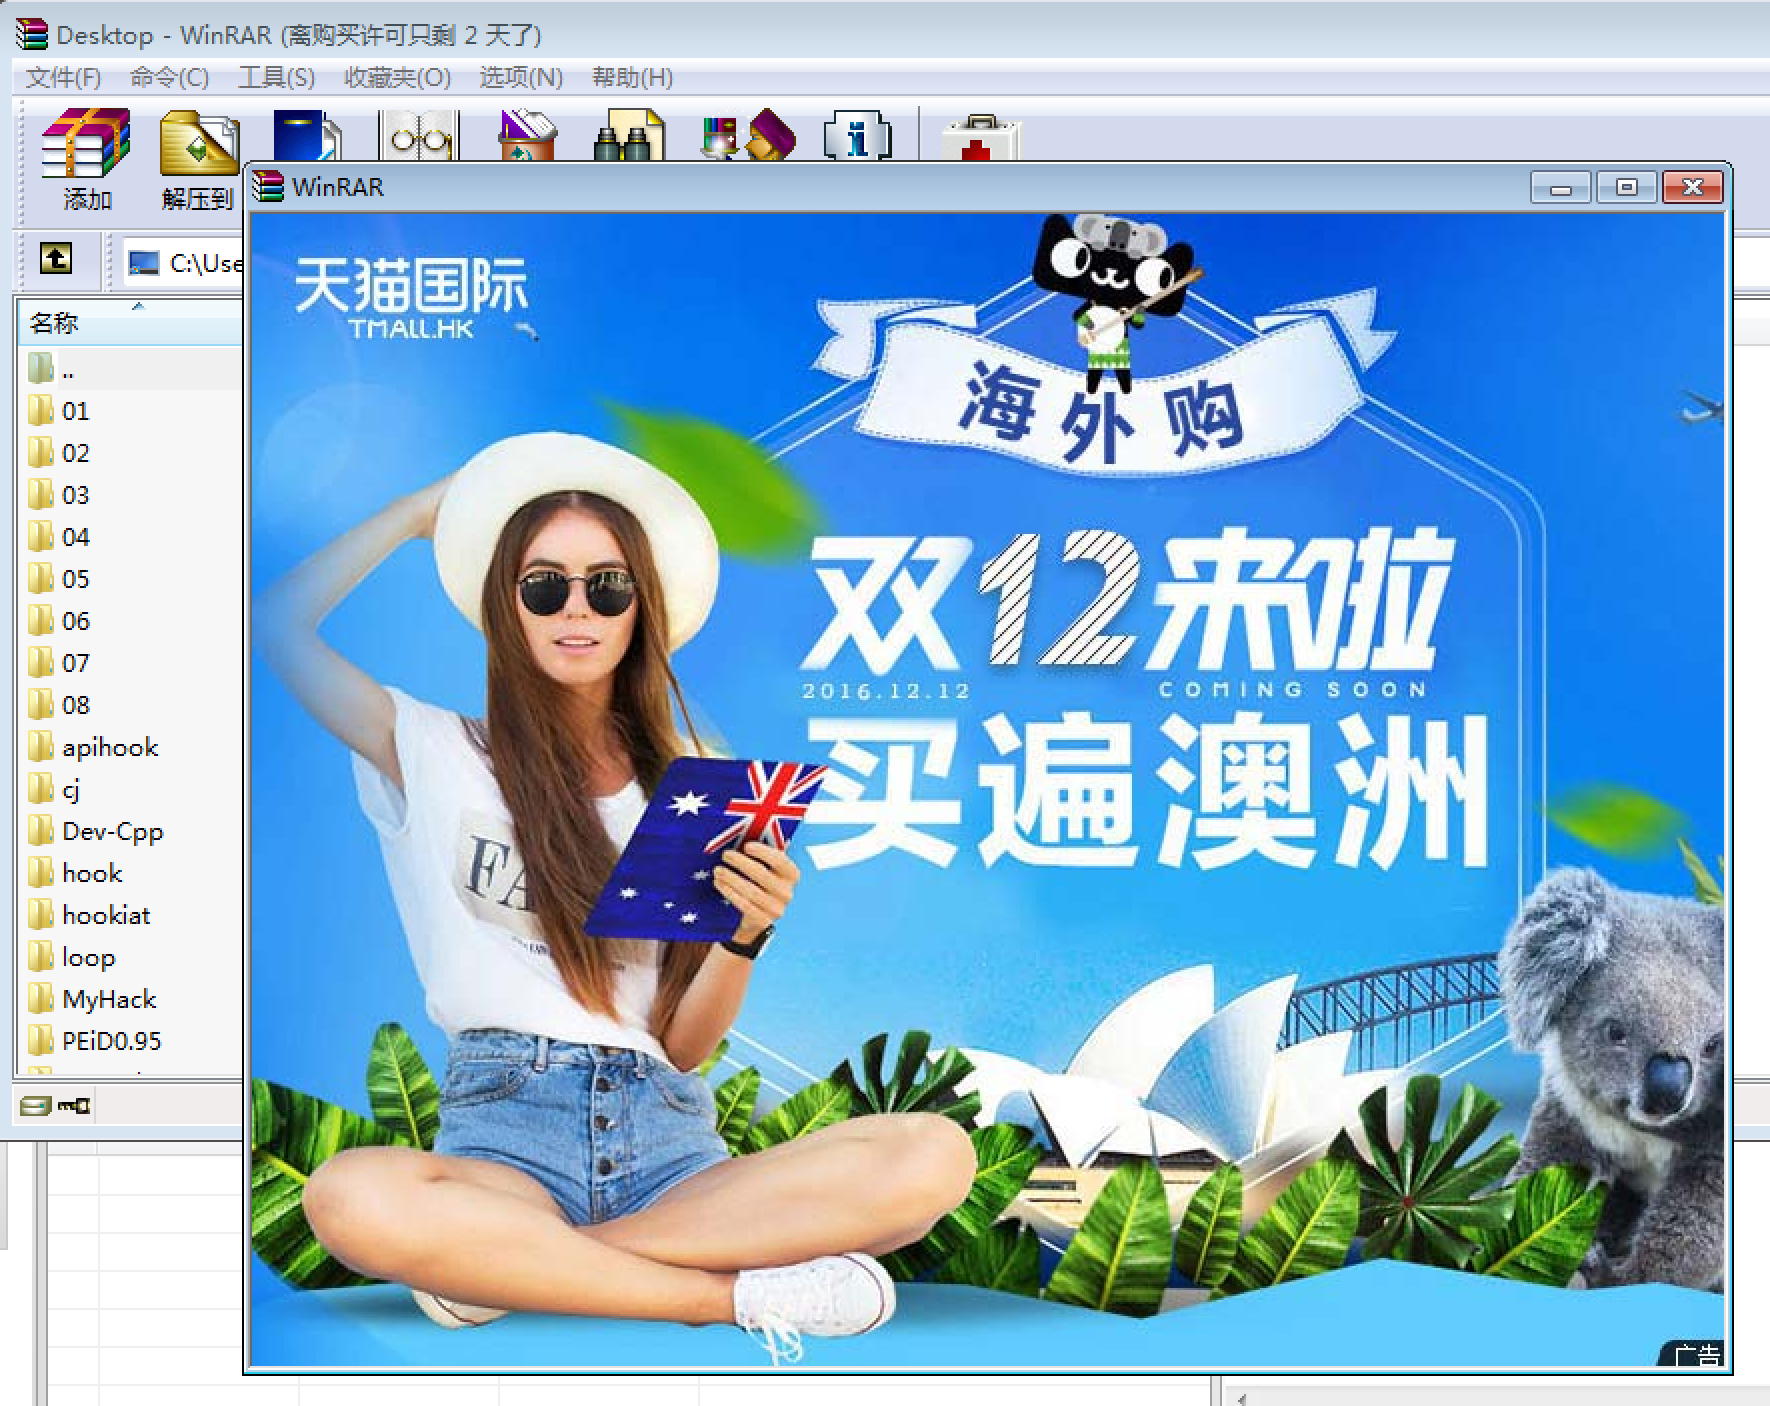 Desktop - WinRAR (离购买许可只剩 2 天了)
文件(F) 命令(C) 工具(S) 收藏夹(O) 选项(N) 帮助(H)
添加 解压到
WinRAR
C:\Use
名称
..
01
02
03
04
05
06
07
08
apihook
cj
Dev-Cpp
hook
hookiat
loop
MyHack
PEiD0.95
天猫国际
TMALL.HK
海外购
双12来啦
2016.12.12 COMING SOON
买遍澳洲
FA
广告